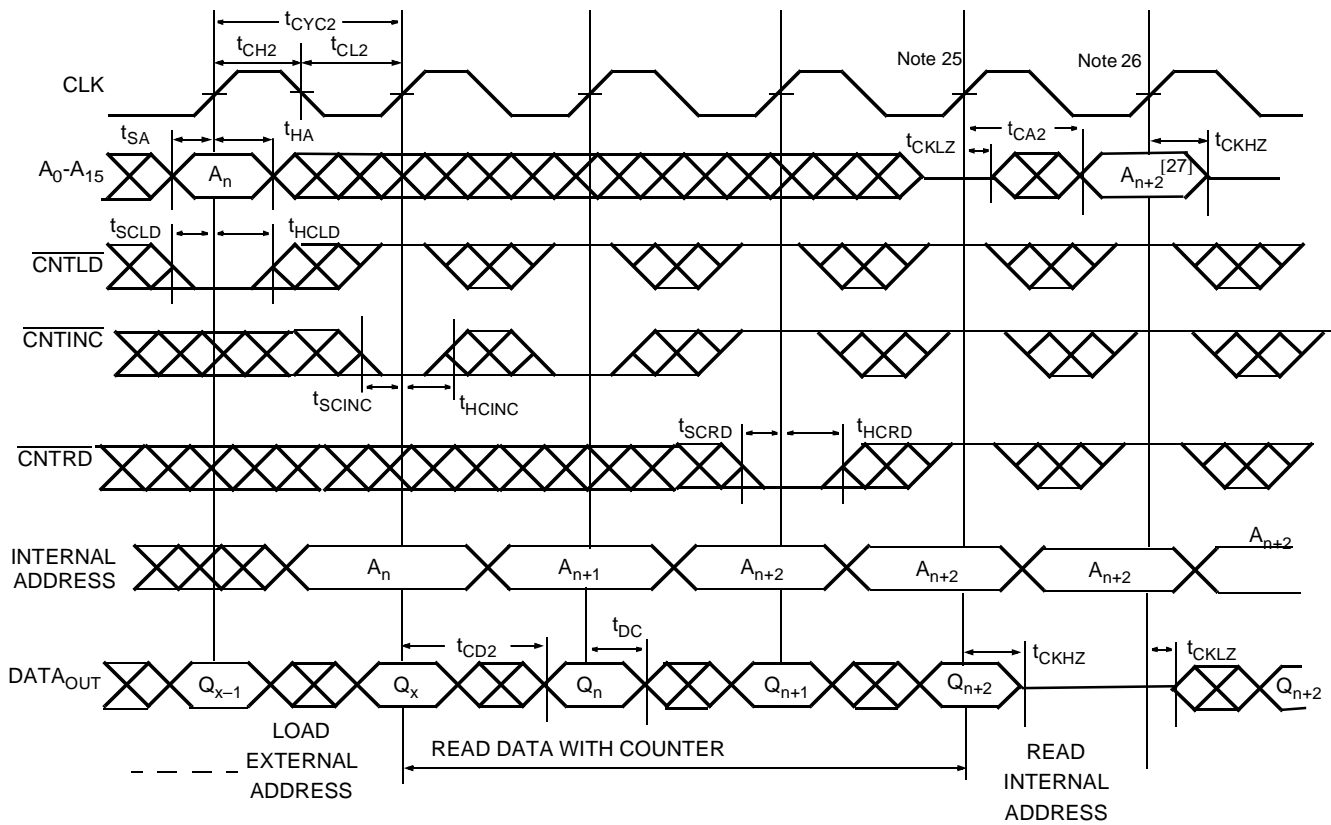 tCYC2
tCH2 tCL2
Note 25 Note 26
CLK
tSA tHA tCKLZ tCA2 tCKHZ
A0-A15 An An+2[27]
tSCLD tHCLD
CNTLD
CNTINC
tSCINC tHCINC
tSCRD tHCRD
CNTRD
INTERNAL ADDRESS An An+1 An+2 An+2 An+2 An+2
tCD2 tDC tCKHZ tCKLZ
DATAOUT Qx–1 Qx Qn Qn+1 Qn+2 Qn+2
LOAD
EXTERNAL
ADDRESS
READ DATA WITH COUNTER
READ
INTERNAL
ADDRESS